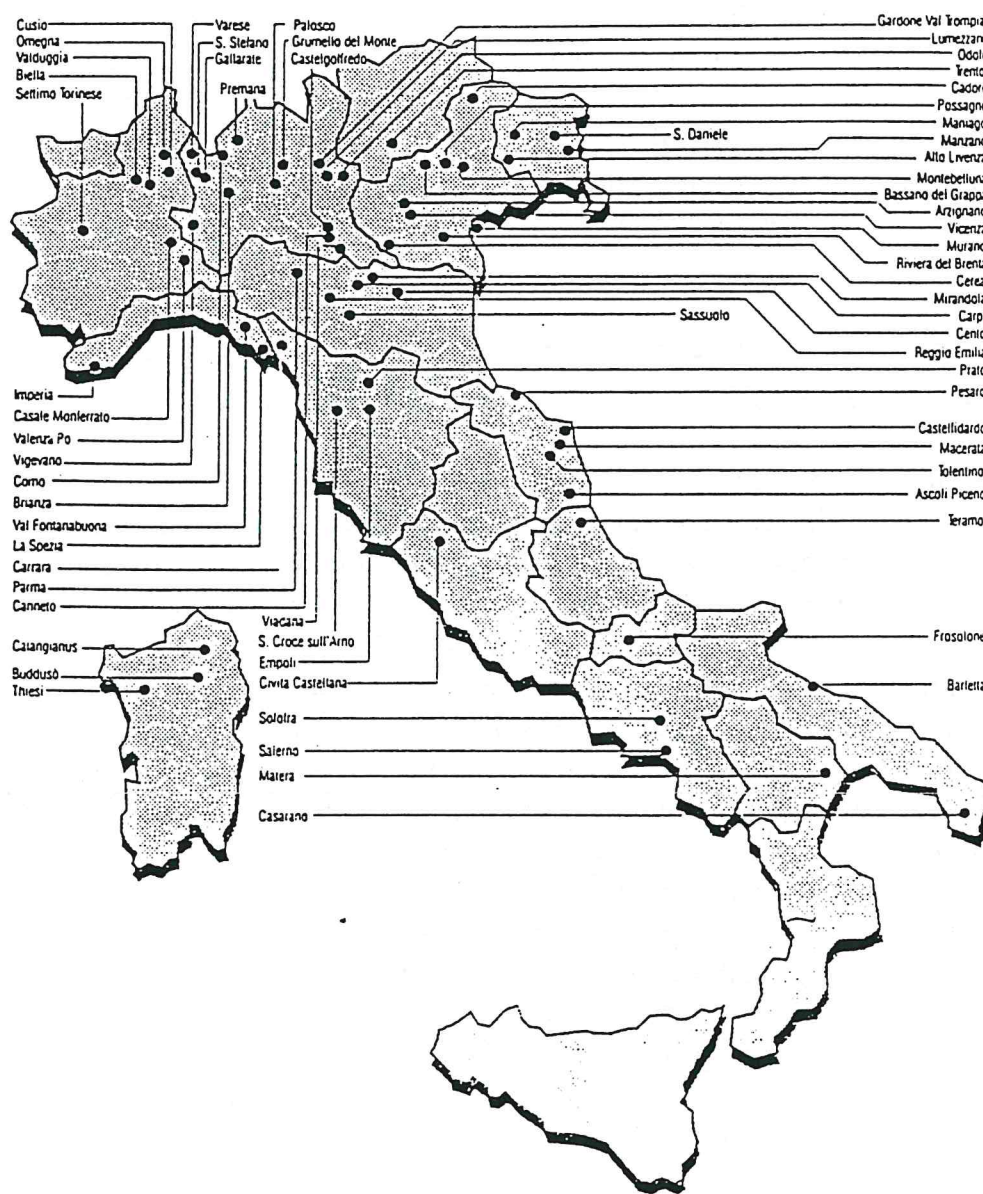 Cusio
Omegna
Valduggia
Biella
Settimo Torinese
Varese
S. Stefano
Gallarate
Premana
Palosco
Grumello del Monte
Castelgoffredo
Gardone Val Trompia
Lumezzane
Odolo
Trento
Cadore
Possagno
Maniago
S. Daniele
Manzano
Alto Livenza
Montebelluna
Bassano del Grappa
Arzignano
Vicenza
Murano
Riviera del Brenta
Cerea
Mirandola
Carpi
Cento
Sassuolo
Reggio Emilia
Prato
Pesaro
Castelfidardo
Macerata
Tolentino
Ascoli Piceno
Teramo
Imperia
Casale Monferrato
Valenza Po
Vigevano
Como
Brianza
Val Fontanabuona
La Spezia
Carrara
Parma
Canneto
Viadana
S. Croce sull'Arno
Empoli
Civita Castellana
Calangianus
Buddusò
Thiesi
Frosolone
Barletta
Solofra
Salerno
Matera
Casarano